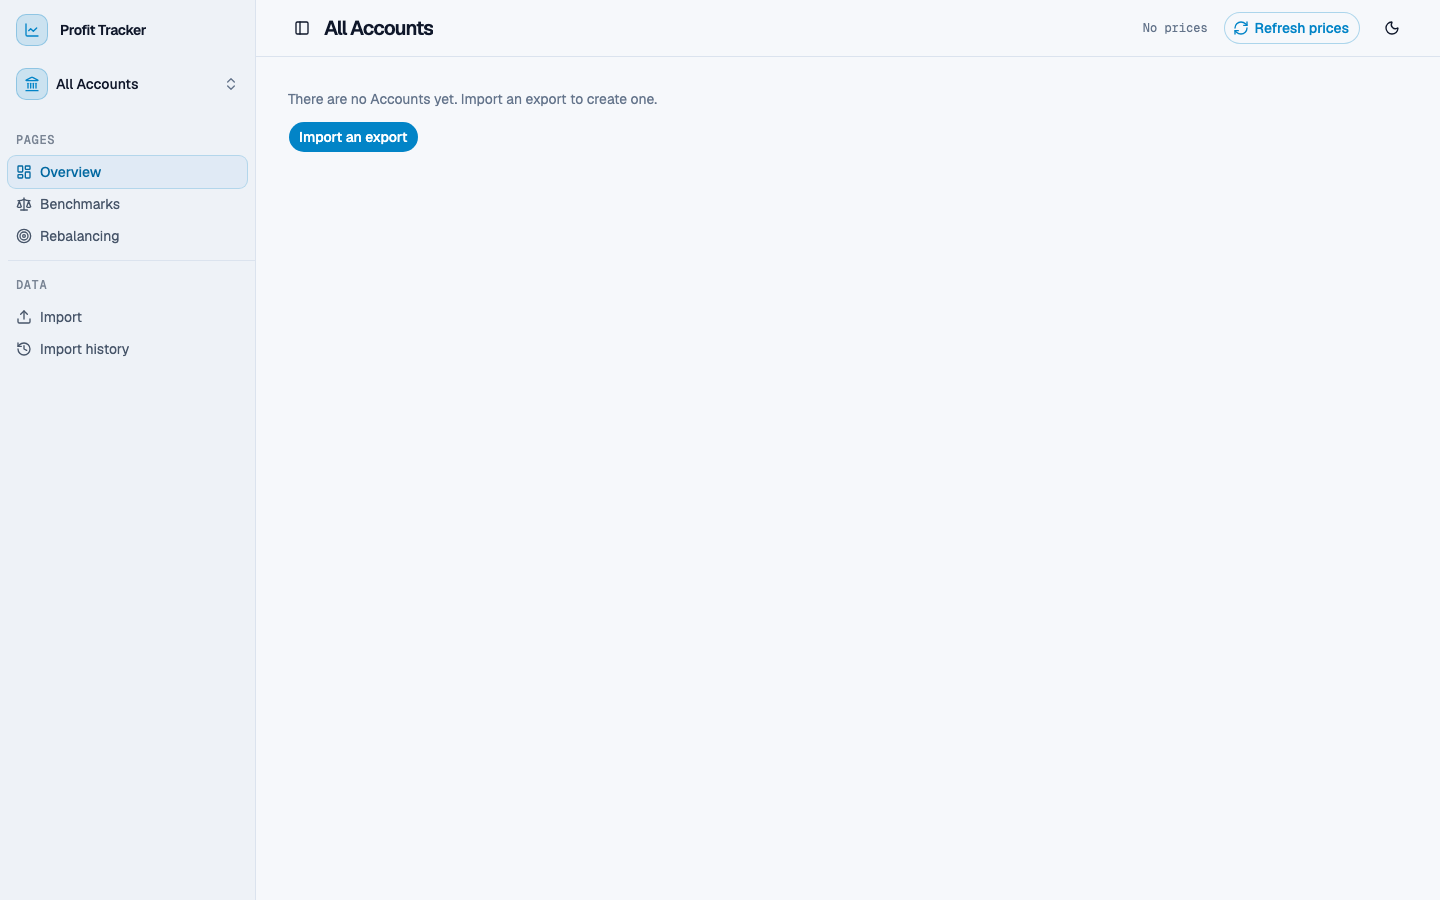 Profit Tracker
All Accounts
PAGES
Overview
Benchmarks
Rebalancing
DATA
Import
Import history
All Accounts
No prices
Refresh prices
There are no Accounts yet. Import an export to create one.
Import an export